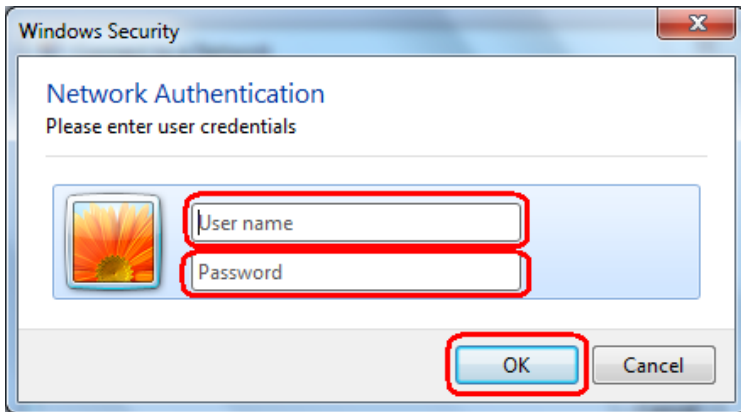 Windows Security
Network Authentication
Please enter user credentials
User name
Password
OK Cancel